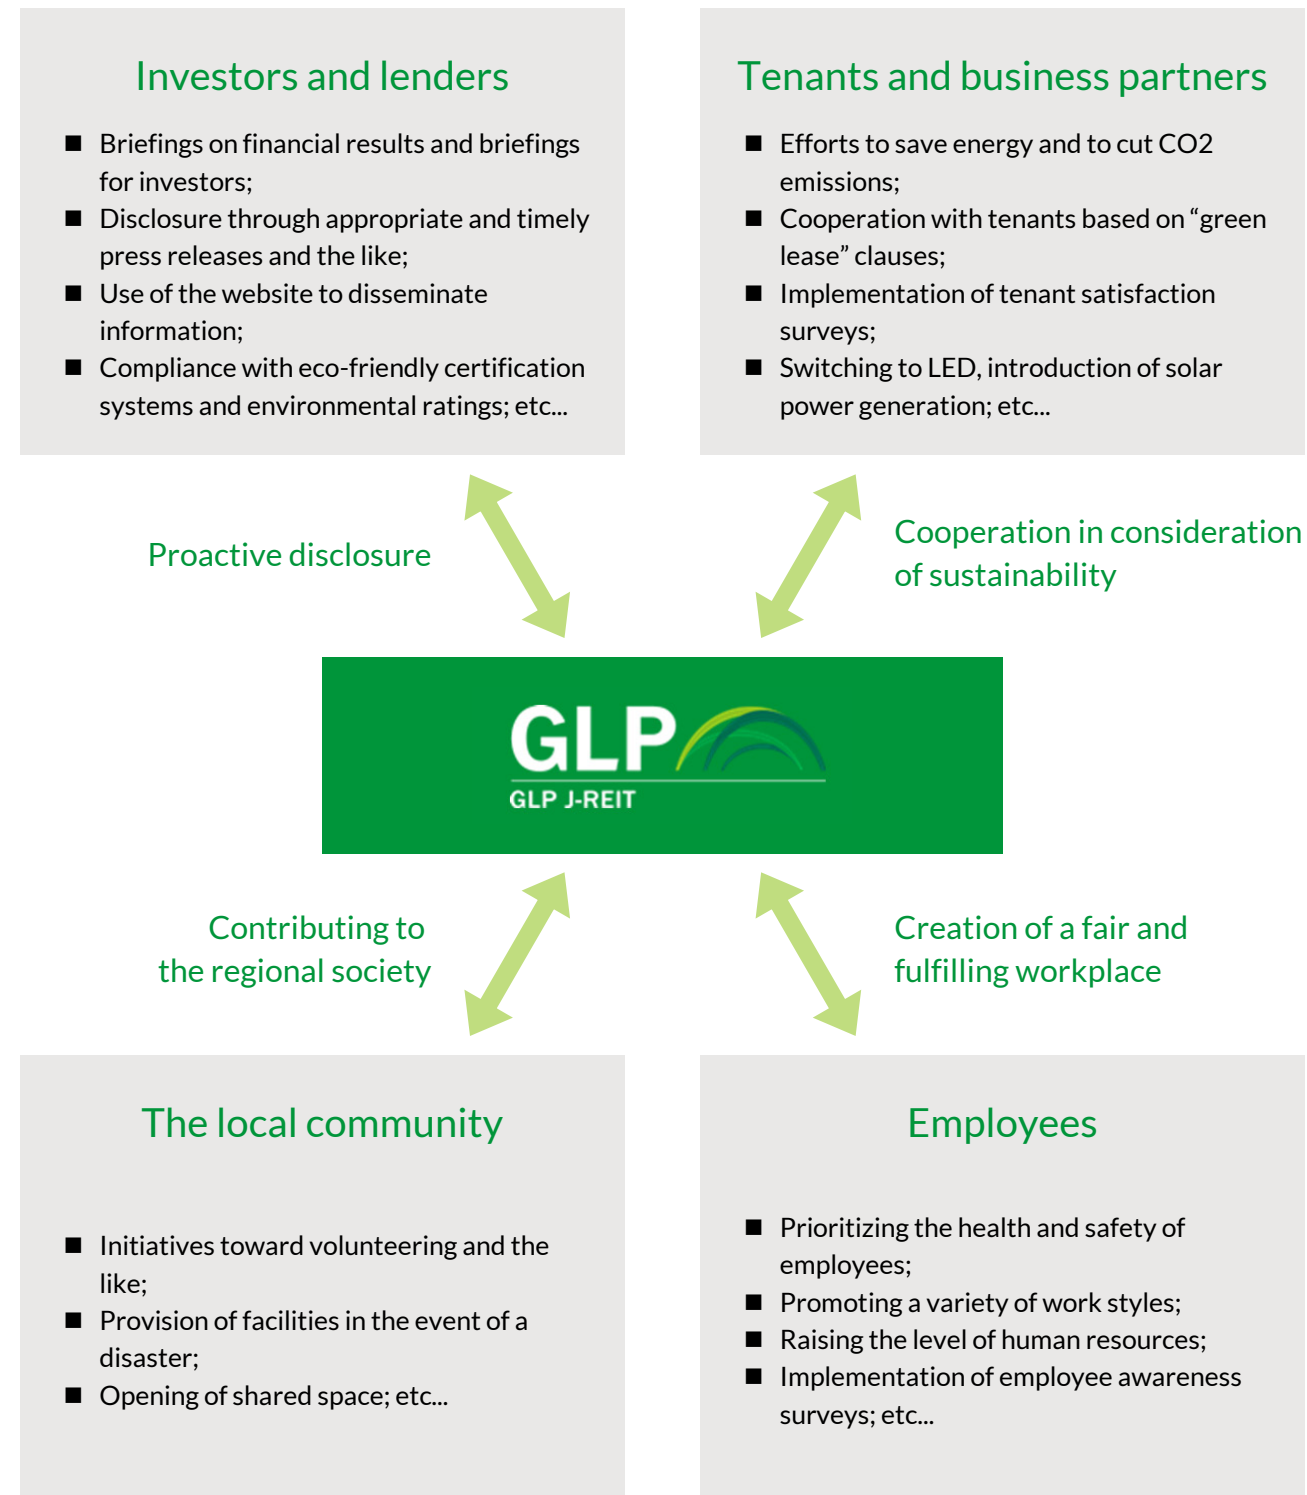 Investors and lenders
■ Briefings on financial results and briefings
for investors;
■ Disclosure through appropriate and timely
press releases and the like;
■ Use of the website to disseminate
information;
■ Compliance with eco-friendly certification
systems and environmental ratings; etc...
Tenants and business partners
■ Efforts to save energy and to cut CO2
emissions;
■ Cooperation with tenants based on “green
lease” clauses;
■ Implementation of tenant satisfaction
surveys;
■ Switching to LED, introduction of solar
power generation; etc...
Proactive disclosure
Cooperation in consideration
of sustainability
GLP
GLP J-REIT
Contributing to
the regional society
Creation of a fair and
fulfilling workplace
The local community
■ Initiatives toward volunteering and the
like;
■ Provision of facilities in the event of a
disaster;
■ Opening of shared space; etc...
Employees
■ Prioritizing the health and safety of
employees;
■ Promoting a variety of work styles;
■ Raising the level of human resources;
■ Implementation of employee awareness
surveys; etc...